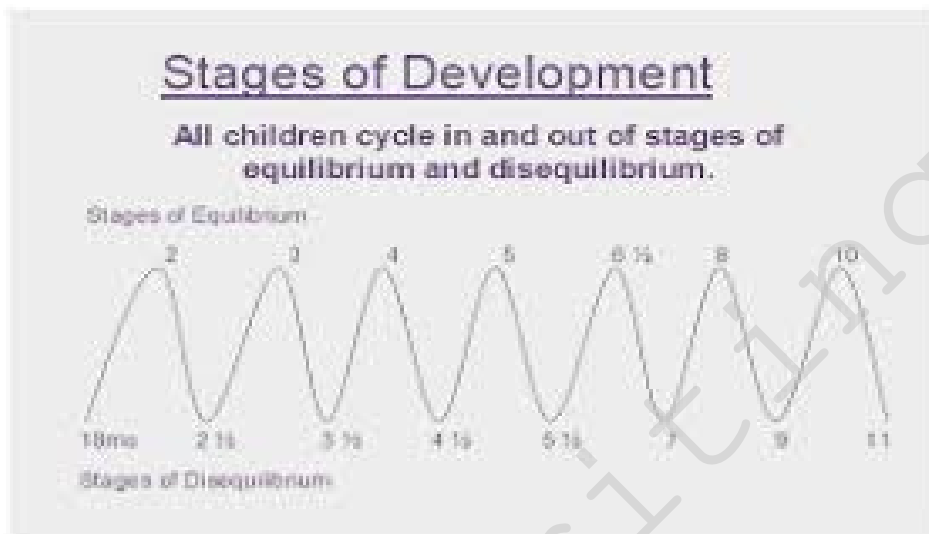 Stages of Development
All children cycle in and out of stages of
equilibrium and disequilibrium.
Stages of Equilibrium
2 3 4 5 6 ½ 8 10
18mo 2 ½ 3 ½ 4 ½ 5 ½ 7 9 11
Stages of Disequilibrium